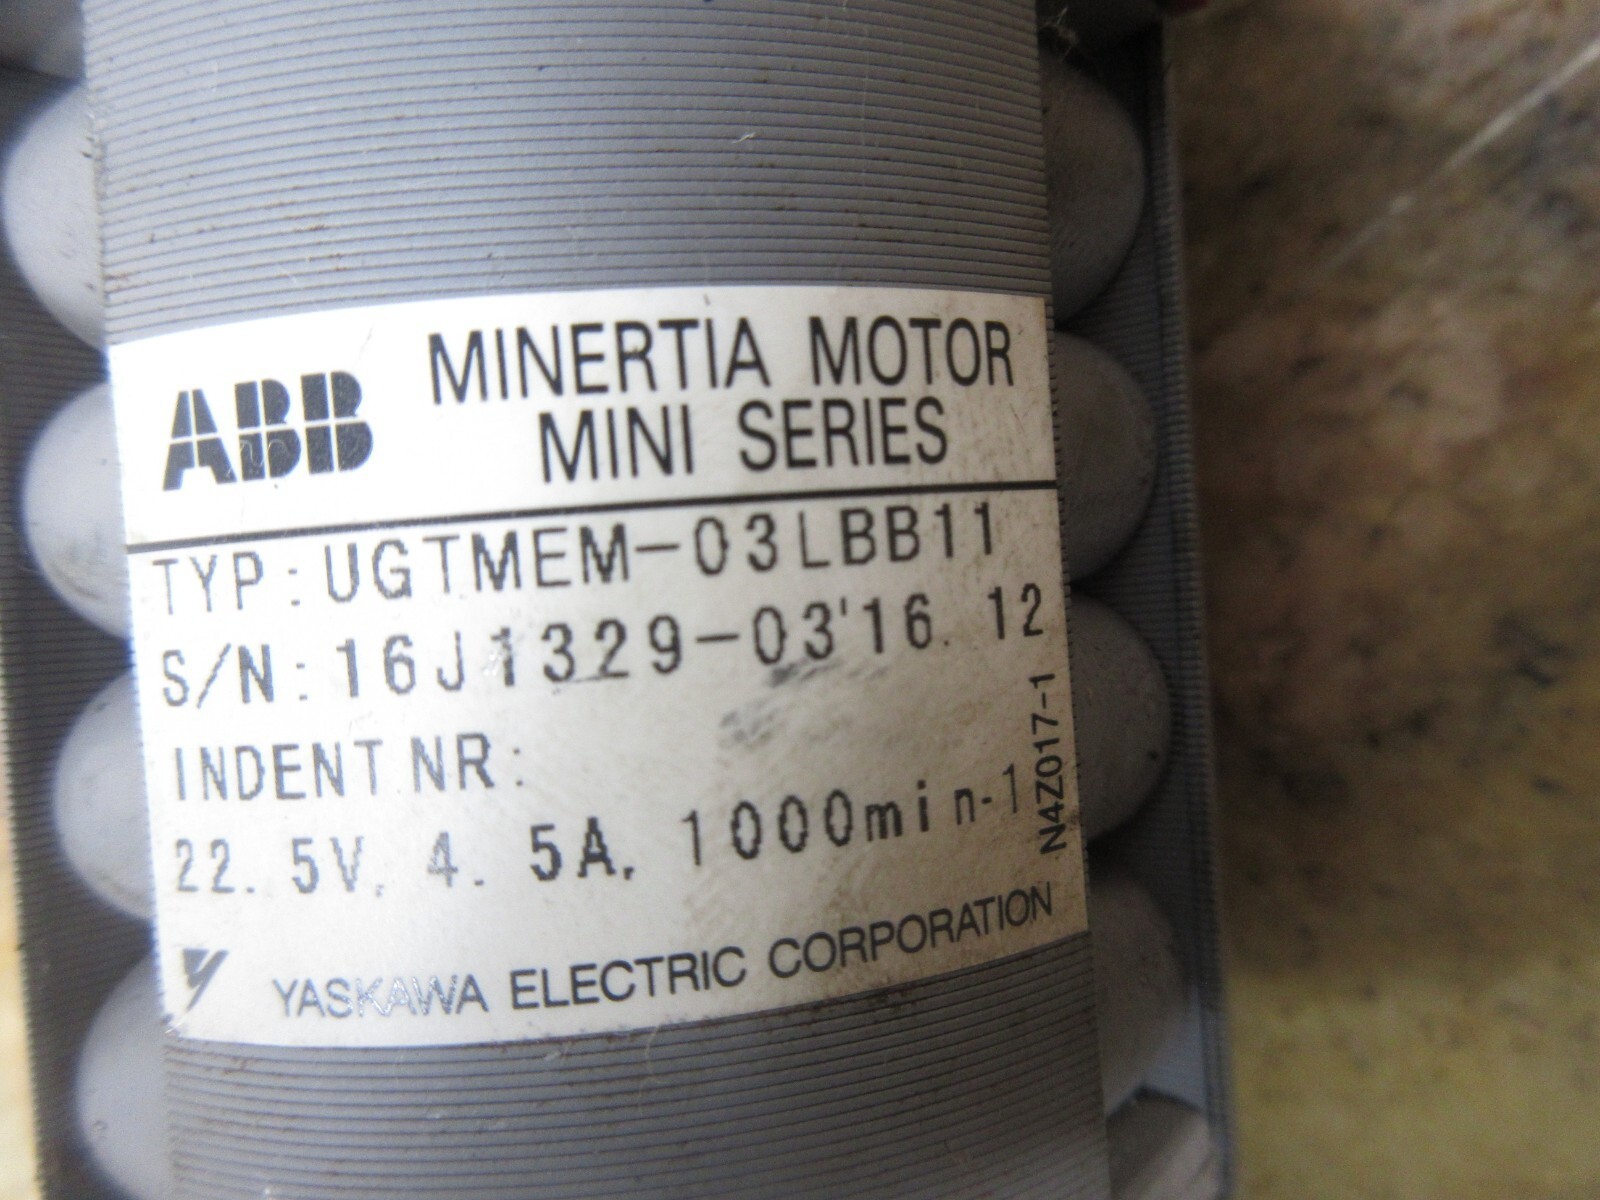 ABB
MINERTIA MOTOR
MINI SERIES
TYP: UGTMEM-03LBB11
S/N: 16J1329-03'16. 12
INDENT NR:
22. 5V, 4. 5A, 1000min-1
N4Z017-1
YASKAWA ELECTRIC CORPORATION